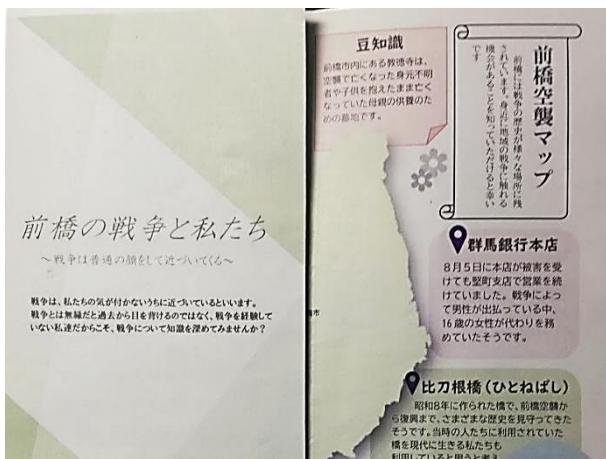 前橋の戦争と私たち
～戦争は普通の顔をして近づいてくる～
戦争は、私たちの気が付かないうちに近づいているといいます。
戦争とは無縁だと過去から目を背けるのではなく、戦争を経験して
いない私達だからこそ、戦争について知識を深めてみませんか？
前橋空襲マップ
前橋には戦争の歴史が様々な場所に残
されています。身近に地域の戦争に触れる
機会があることを知っていただけると幸い
です
豆知識
前橋市内にある教徳寺は、
空襲で亡くなった身元不明
者や子供を抱えたまま亡く
なっていた母親の供養のた
めの墓地です。
群馬銀行本店
8月5日に本店が被害を受
けても竪町支店で営業を続
けていました。戦争によっ
て男性が出払っている中、
16歳の女性が代わりを務
めていたそうです。
比刀根橋（ひとねばし）
昭和8年に作られた橋で、前橋空襲か
ら復興まで、さまざまな歴史を見守ってきた
そうです。当時の人たちに利用されていた
橋を現代に生きる私たちも
利用していると思うと考え